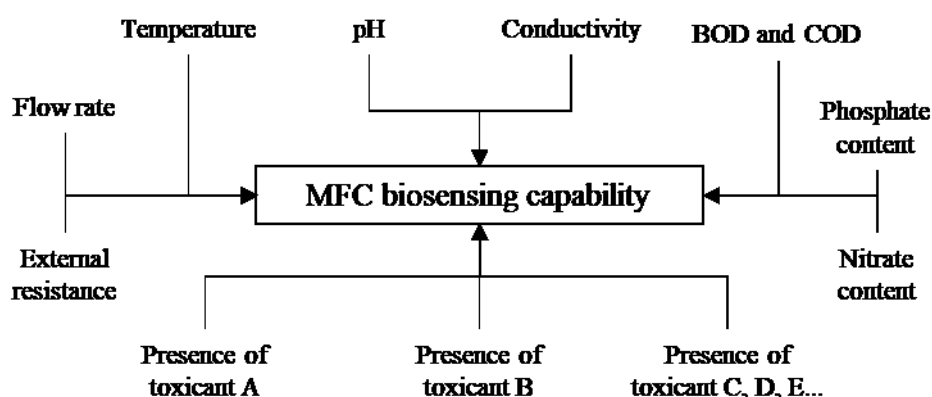 Temperature
pH
Conductivity
BOD and COD
Flow rate
Phosphate
content
MFC biosensing capability
External
resistance
Nitrate
content
Presence of
toxicant A
Presence of
toxicant B
Presence of
toxicant C, D, E...